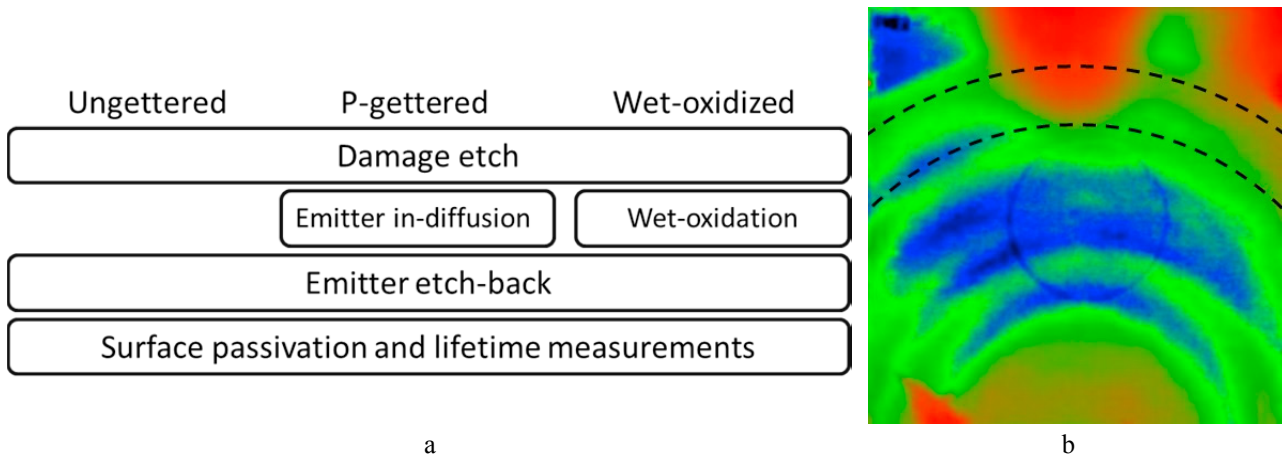 Ungettered P-gettered Wet-oxidized
Damage etch
Emitter in-diffusion Wet-oxidation
Emitter etch-back
Surface passivation and lifetime measurements
a b